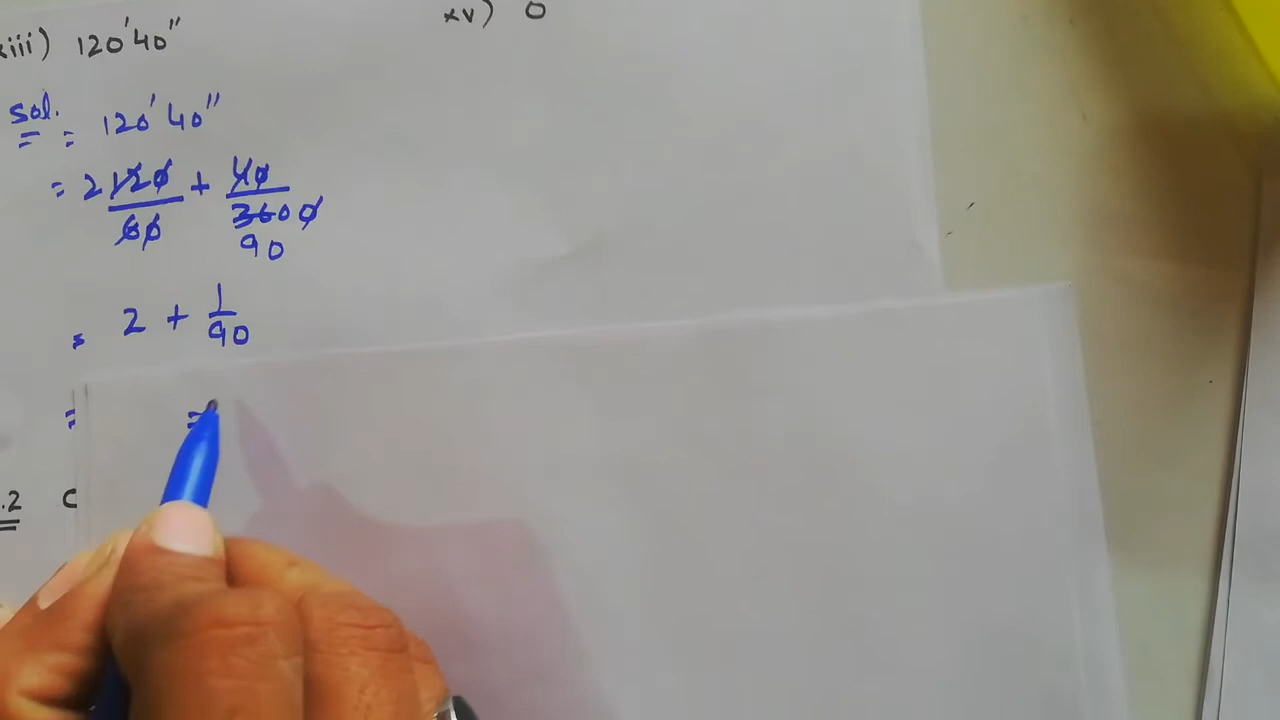 xiii) 120'40"
xv) 0
Sol. = 120' 40"
= 2 120/60 + 40/3600
90
= 2 + 1/90
= =
.2 C